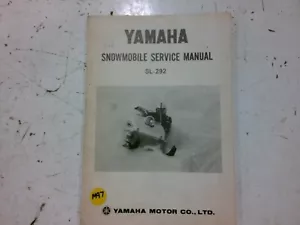 YAMAHA
SNOWMOBILE SERVICE MANUAL
SL-292
YAMAHA MOTOR CO., LTD.